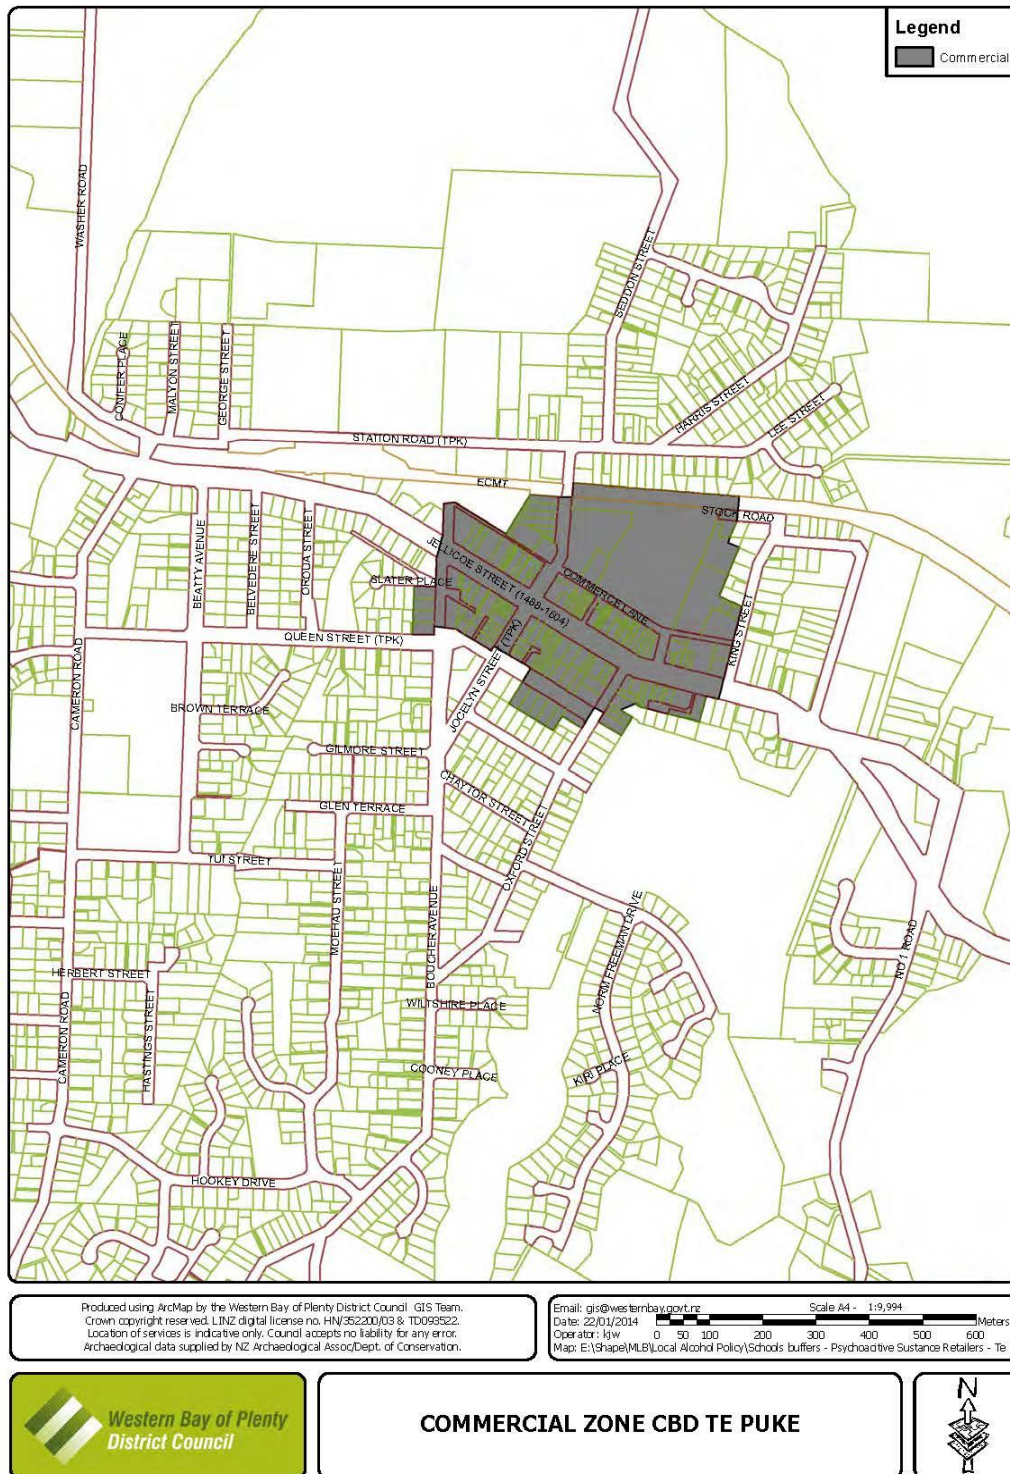 Legend
Commercial
WASHER ROAD
SEDDON STREET
CONIFER PLACE
MALYON STREET
GEORGE STREET
HARRIS STREET
LEE STREET
STATION ROAD (TPK)
ECMT
STOCK ROAD
BEATTY AVENUE
BELVEDERE STREET
OROUA STREET
JELLICOE STREET (1488-1604)
SLATER PLACE
COMMERCE LANE
KING STREET
QUEEN STREET (TPK)
CAMERON ROAD
JOCELYN STREET (TPK)
BROWN TERRACE
GILMORE STREET
CHAYTOR STREET
GLEN TERRACE
OXFORD STREET
TUI STREET
MOEHAU STREET
BOUCHER AVENUE
NORM FREEMAN DRIVE
NO 1 ROAD
HERBERT STREET
HASTINGS STREET
CAMERON ROAD
WILTSHIRE PLACE
COONEY PLACE
KIRI PLACE
HOOKEY DRIVE
Produced using ArcMap by the Western Bay of Plenty District Council GIS Team.
Crown copyright reserved. LINZ digital license no. HN/352200/03 & TD093522.
Location of services is indicative only. Council accepts no liability for any error.
Archaeological data supplied by NZ Archaeological Assoc/Dept. of Conservation.
Email: gis@westernbay.govt.nz
Scale A4 - 1:9,994
Date: 22/01/2014
Operator: kjw
0 50 100 200 300 400 500 600 Meters
Map: E:\Shape\MLB\Local Alcohol Policy\Schools buffers - Psychoactive Sustance Retailers - Te
Western Bay of Plenty
District Council
COMMERCIAL ZONE CBD TE PUKE
N